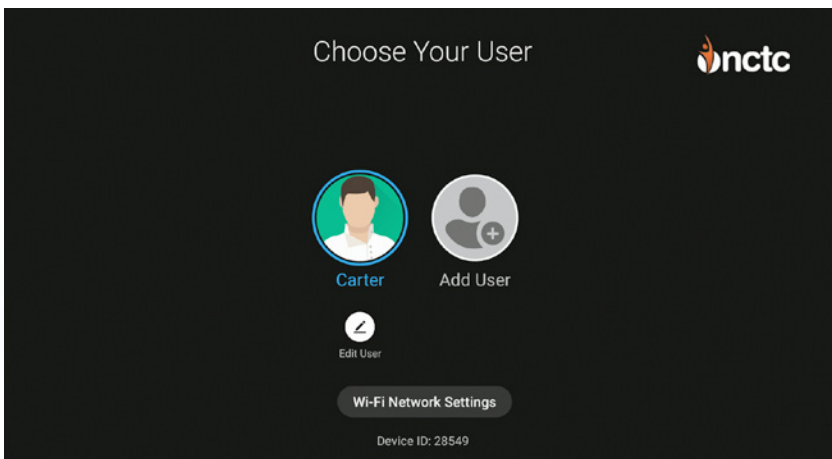 Choose Your User
nctc
Carter
Add User
Edit User
Wi-Fi Network Settings
Device ID: 28549